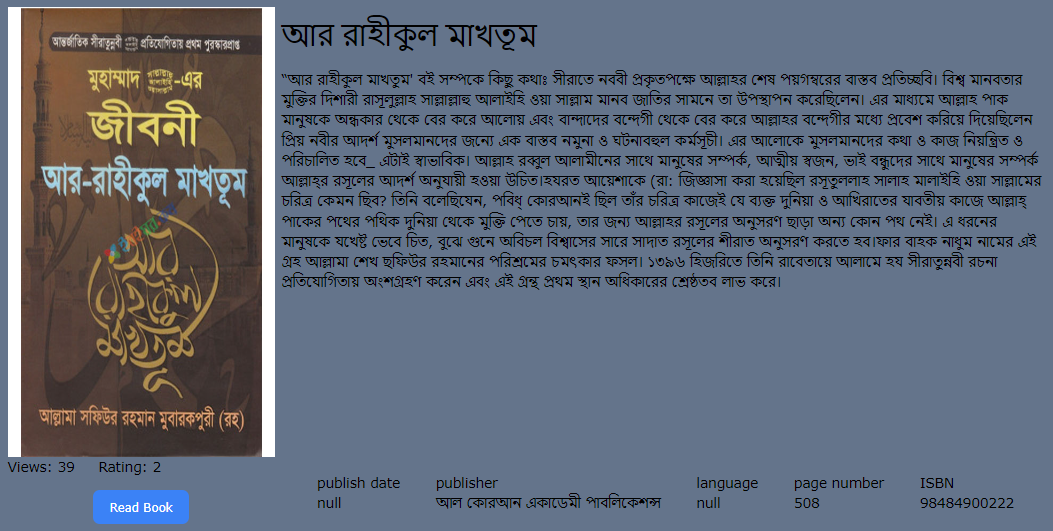 আন্তর্জাতিক সীরাতুন্নবী ﷺ প্রতিযোগিতায় প্রথম পুরস্কারপ্রাপ্ত
মুহাম্মাদ সাল্লাল্লাহু আলাইহি ওয়াসাল্লাম-এর
জীবনী
আর-রাহীকুল মাখতূম
আর
রাহীকুল
মাখতূম
আল্লামা সফিউর রহমান মুবারকপুরী (রহ)
আর রাহীকুল মাখতূম
“আর রাহীকুল মাখতুম' বই সম্পকে কিছু কথাঃ সীরাতে নববী প্রকৃতপক্ষে আল্লাহর শেষ পয়গম্বরের বাস্তব প্রতিচ্ছবি। বিশ্ব মানবতার
মুক্তির দিশারী রাসূলুল্লাহ সাল্লাল্লাহু আলাইহি ওয়া সাল্লাম মানব জাতির সামনে তা উপস্থাপন করেছিলেন। এর মাধ্যমে আল্লাহ পাক
মানুষকে অন্ধকার থেকে বের করে আলোয় এবং বান্দাদের বন্দেগী থেকে বের করে আল্লাহর বন্দেগীর মধ্যে প্রবেশ করিয়ে দিয়েছিলেন
প্রিয় নবীর আদর্শ মুসলমানদের জন্যে এক বাস্তব নমুনা ও ঘটনাবহুল কর্মসূচী। এর আলোকে মুসলমানদের কথা ও কাজ নিয়ন্ত্রিত ও
পরিচালিত হবে_ এটাই স্বাভাবিক। আল্লাহ রব্বুল আলামীনের সাথে মানুষের সম্পর্ক, আত্মীয় স্বজন, ভাই বন্ধুদের সাথে মানুষের সম্পর্ক
আল্লাহ্র রসূলের আদর্শ অনুযায়ী হওয়া উচিত।হযরত আয়েশাকে (রা: জিজ্ঞাসা করা হয়েছিল রসূতুললাহ সালাহ মালাইহি ওয়া সাল্লামের
চরিত্র কেমন ছিব? তিনি বলেছিযেন, পবিধ্ কোরআনই ছিল তাঁর চরিত্র কাজেই যে ব্যক্ত দুনিয়া ও আখিরাতের যাবতীয় কাজে আল্লাহ্
পাকের পথের পথিক দুনিয়া থেকে মুক্তি পেতে চায়, তার জন্য আল্লাহর রসূলের অনুসরণ ছাড়া অন্য কোন পথ নেই। এ ধরনের
মানুষকে যখেষ্ট ভেবে চিত, বুঝে গুনে অবিচল বিশ্বাসের সারে সাদাত রসূলের শীরাত অনুসরণ করতে হব।ফার বাহক নাধুম নামের এই
গ্রহ আল্লামা শেখ ছফিউর রহমানের পরিশ্রমের চমৎকার ফসল। ১৩৯৬ হিজরিতে তিনি রাবেতায়ে আলামে হয সীরাতুন্নবী রচনা
প্রতিযোগিতায় অংশগ্রহণ করেন এবং এই গ্রন্থ প্রথম স্থান অধিকারের শ্রেষ্ঠতব লাভ করে।
Views: 39 Rating: 2
Read Book
publish date publisher language page number ISBN
null আল কোরআন একাডেমী পাবলিকেশন্স null 508 98484900222